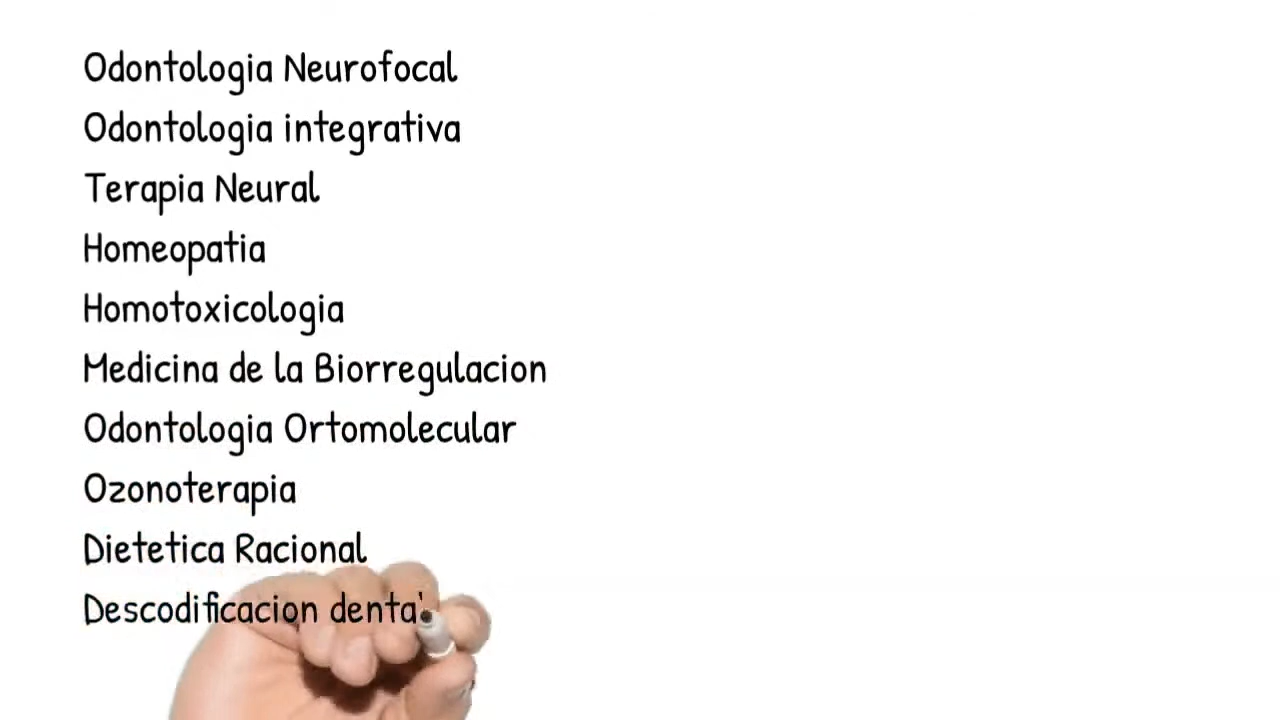 Odontologia Neurofocal
Odontologia integrativa
Terapia Neural
Homeopatia
Homotoxicologia
Medicina de la Biorregulacion
Odontologia Ortomolecular
Ozonoterapia
Dietetica Racional
Descodificacion denta